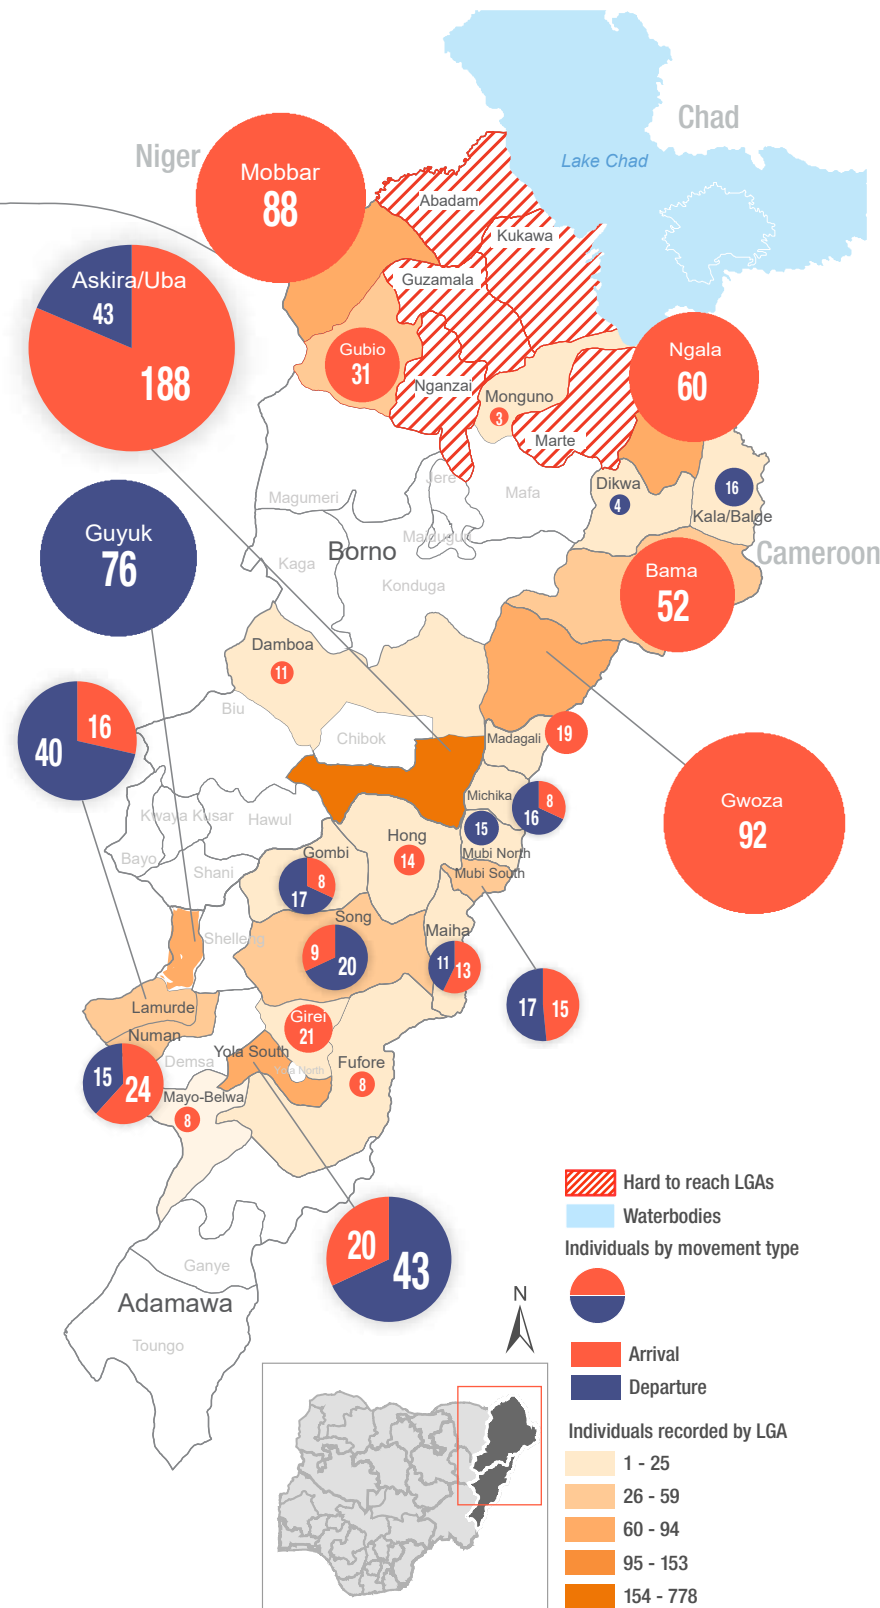 Chad
Niger
Lake Chad
Mobbar
88
Abadam
Kukawa
Askira/Uba
43
188
Guzamala
Gubio
31
Nganzai
Ngala
60
Monguno
3
Marte
Jere
Magumeri
Mafa
Dikwa
4
16
Kala/Balge
Guyuk
76
Maiduguri
Borno
Kaga
Konduga
Cameroon
Bama
52
Damboa
11
Biu
Chibok
16
40
Madagali
19
Michika
8
16
Gwoza
92
Kwaya Kusar
Hawul
Bayo
Shani
Hong
14
15
Mubi North
Mubi South
Gombi
8
17
Song
9
20
Shelleng
Maiha
11
13
17
15
Lamurde
Numan
Girei
21
Demsa
Yola South
Yola North
Fufore
8
15
24
Mayo-Belwa
8
20
43
Ganye
Adamawa
Toungo
N
Hard to reach LGAs
Waterbodies
Individuals by movement type
Arrival
Departure
Individuals recorded by LGA
1 - 25
26 - 59
60 - 94
95 - 153
154 - 778